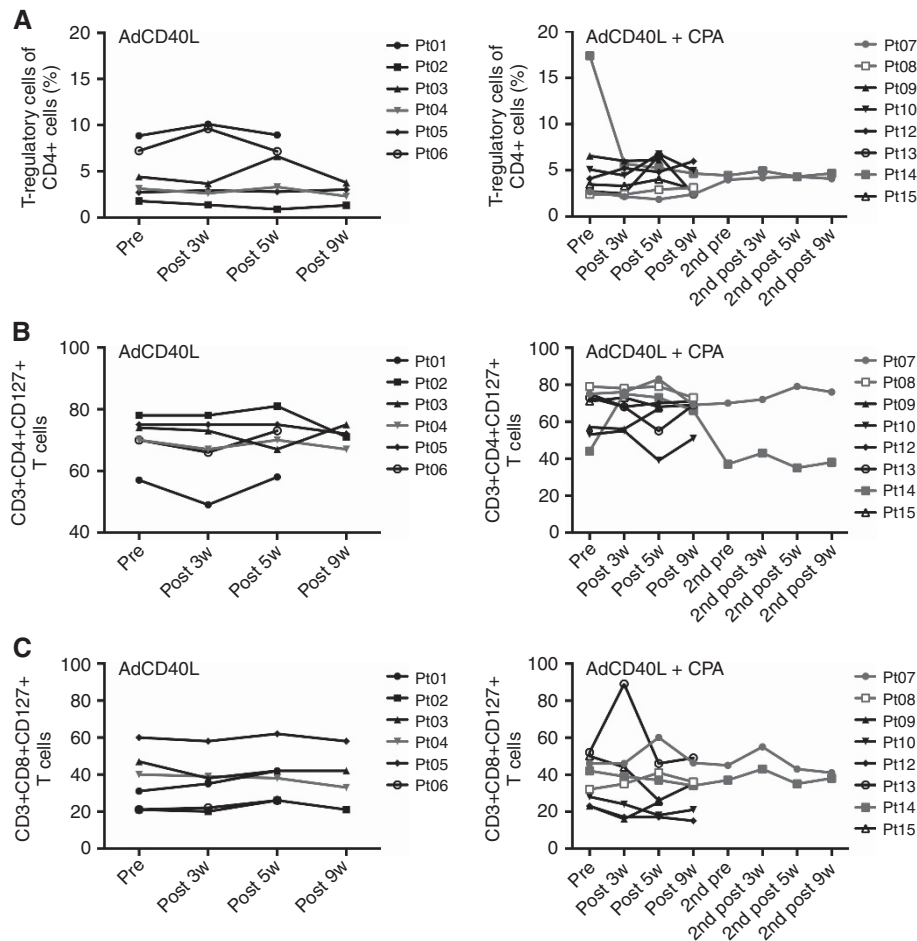 A
AdCD40L
T-regulatory cells of
CD4+ cells (%)
20
15
10
5
0
Pre
Post 3w
Post 5w
Post 9w
Pt01
Pt02
Pt03
Pt04
Pt05
Pt06
AdCD40L + CPA
T-regulatory cells of
CD4+ cells (%)
20
15
10
5
0
Pre
Post 3w
Post 5w
Post 9w
2nd pre
2nd post 3w
2nd post 5w
2nd post 9w
Pt07
Pt08
Pt09
Pt10
Pt12
Pt13
Pt14
Pt15
B
AdCD40L
CD3+CD4+CD127+
T cells
100
80
60
40
Pre
Post 3w
Post 5w
Post 9w
Pt01
Pt02
Pt03
Pt04
Pt05
Pt06
AdCD40L + CPA
CD3+CD4+CD127+
T cells
100
80
60
40
20
0
Pre
Post 3w
Post 5w
Post 9w
2nd pre
2nd post 3w
2nd post 5w
2nd post 9w
Pt07
Pt08
Pt09
Pt10
Pt12
Pt13
Pt14
Pt15
C
AdCD40L
CD3+CD8+CD127+
T cells
100
80
60
40
20
0
Pre
Post 3w
Post 5w
Post 9w
Pt01
Pt02
Pt03
Pt04
Pt05
Pt06
AdCD40L + CPA
CD3+CD8+CD127+
T cells
100
80
60
40
20
0
Pre
Post 3w
Post 5w
Post 9w
2nd pre
2nd post 3w
2nd post 5w
2nd post 9w
Pt07
Pt08
Pt09
Pt10
Pt12
Pt13
Pt14
Pt15